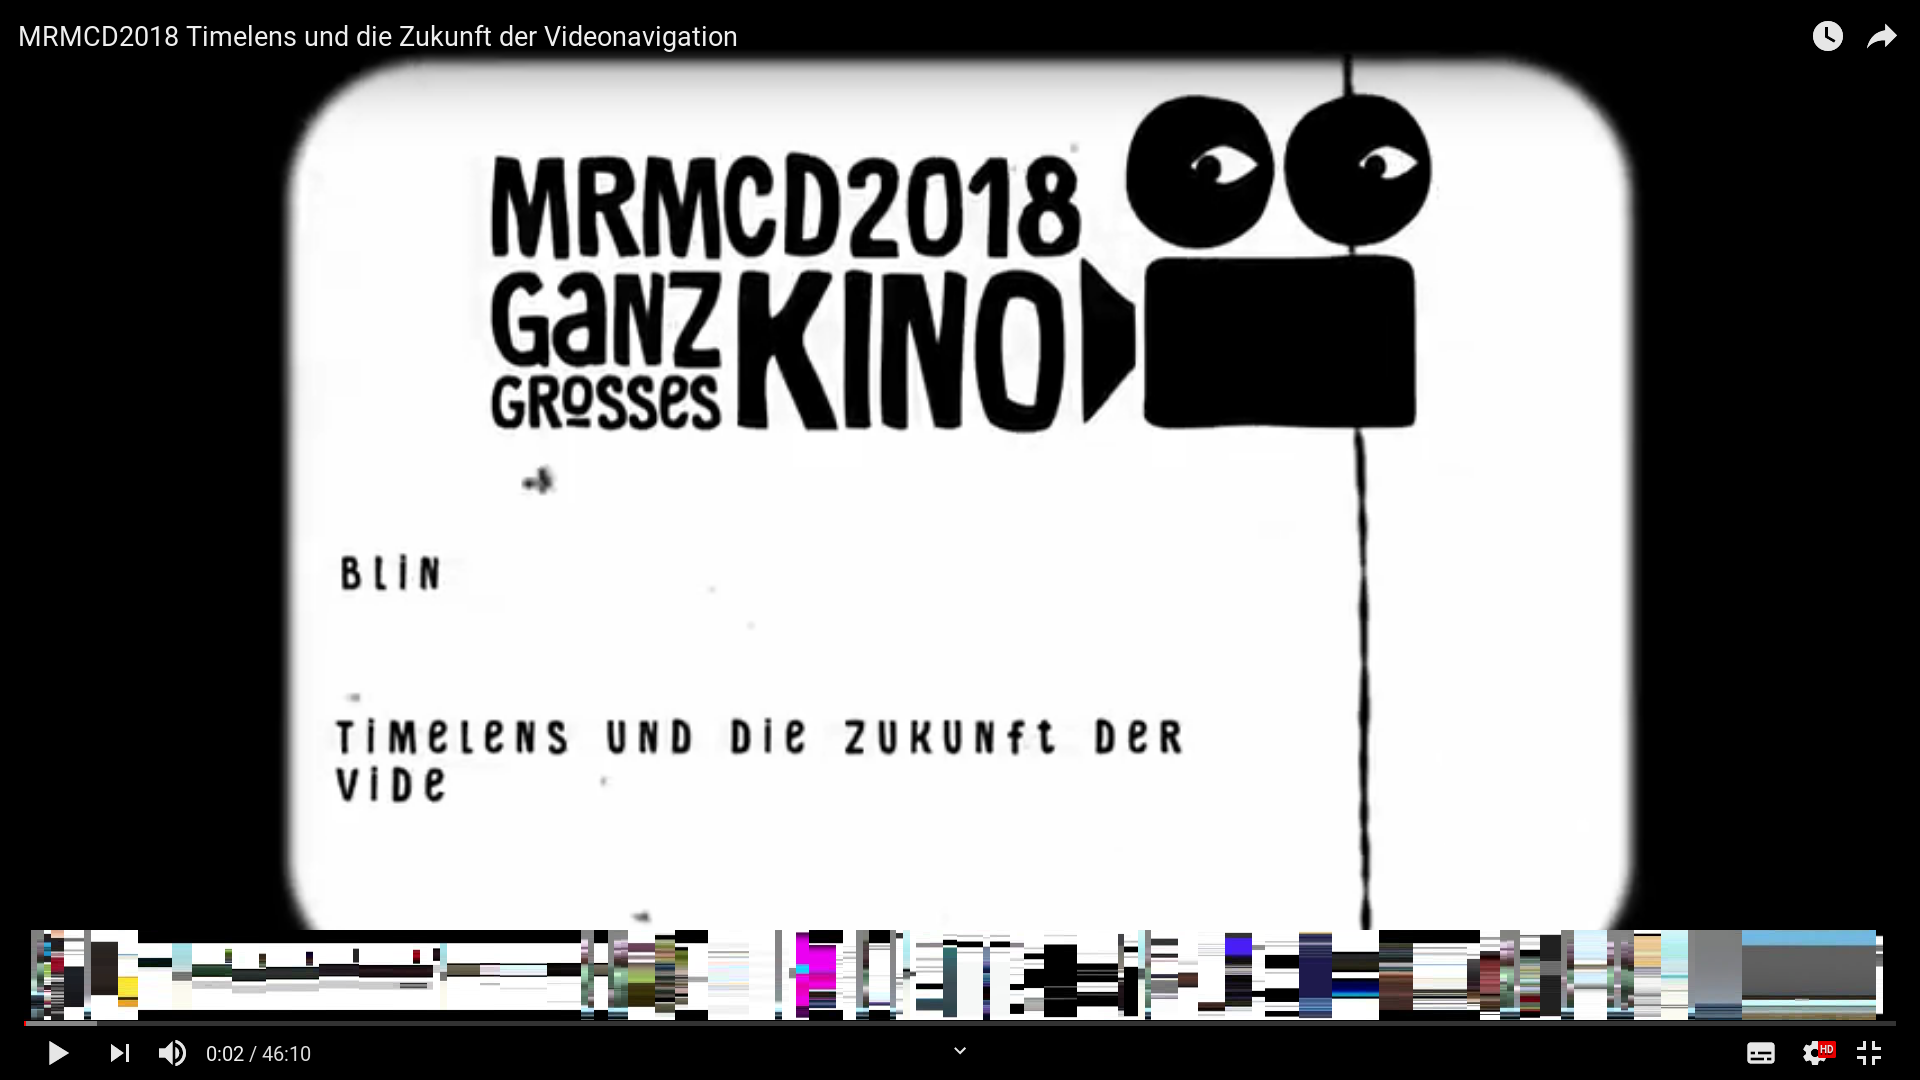 MRMCD2018 Timelens und die Zukunft der Videonavigation
MRMCD2018
GaNZ
GRoSSeS
KINO
BLiN
TiMeLeNS UND Die ZUKUNft DeR
ViDe
0:02 / 46:10
HD